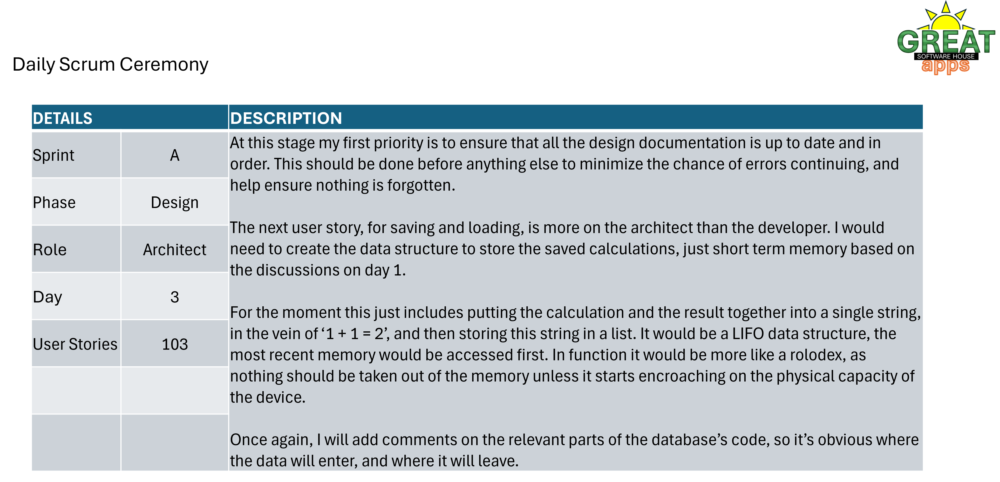 GREAT
SOFTWARE HOUSE
apps
Daily Scrum Ceremony
DETAILS
DESCRIPTION
Sprint
A
Phase
Design
Role
Architect
Day
3
User Stories
103
At this stage my first priority is to ensure that all the design documentation is up to date and in
order. This should be done before anything else to minimize the chance of errors continuing, and
help ensure nothing is forgotten.
The next user story, for saving and loading, is more on the architect than the developer. I would
need to create the data structure to store the saved calculations, just short term memory based on
the discussions on day 1.
For the moment this just includes putting the calculation and the result together into a single string,
in the vein of ‘1 + 1 = 2’, and then storing this string in a list. It would be a LIFO data structure, the
most recent memory would be accessed first. In function it would be more like a rolodex, as
nothing should be taken out of the memory unless it starts encroaching on the physical capacity of
the device.
Once again, I will add comments on the relevant parts of the database’s code, so it’s obvious where
the data will enter, and where it will leave.